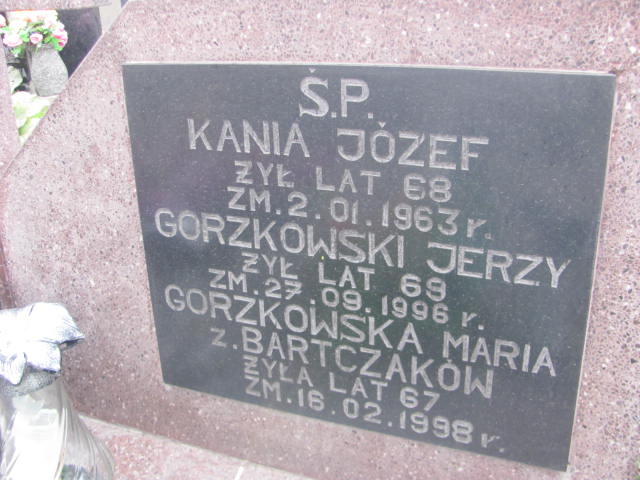 Ś.P.
KANIA JÓZEF
ŻYŁ LAT 68
ZM. 2.01.1963 r.
GORZKOWSKI JERZY
ŻYŁ LAT 69
ZM. 27.09.1996 r.
GORZKOWSKA MARIA
z. BARTCZAKÓW
ŻYŁA LAT 67
ZM. 16.02.1998 r.